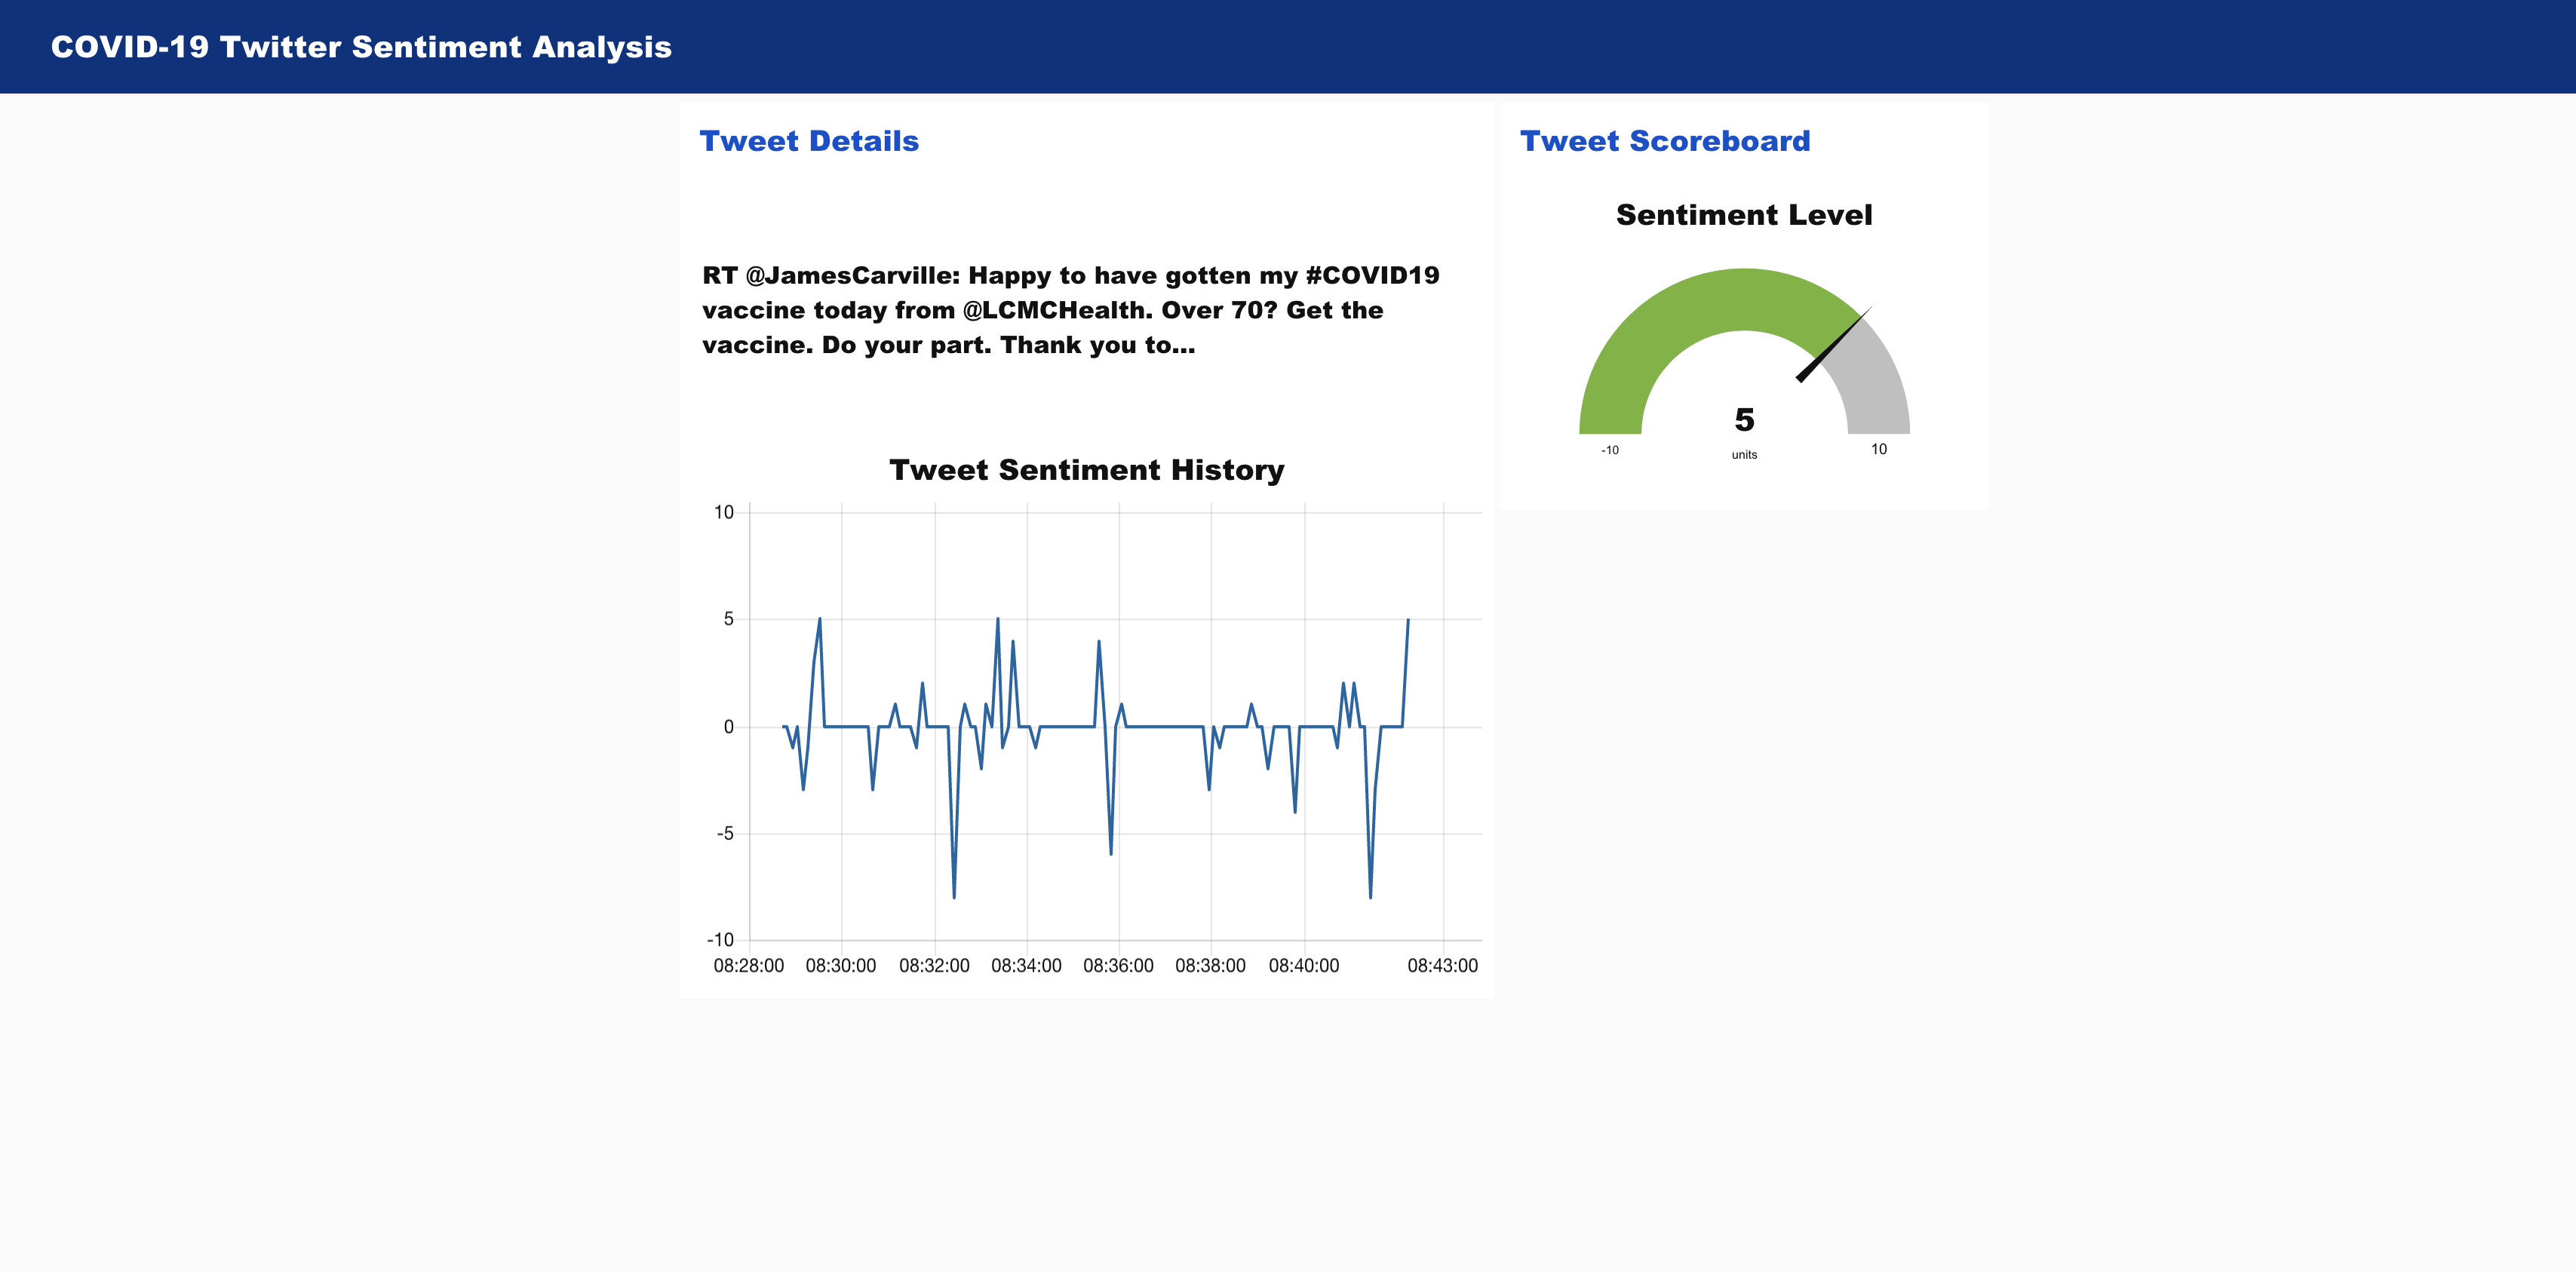 COVID-19 Twitter Sentiment Analysis
Tweet Details
RT @JamesCarville: Happy to have gotten my #COVID19
vaccine today from @LCMCHealth. Over 70? Get the
vaccine. Do your part. Thank you to…
Tweet Sentiment History
10
5
0
-5
-10
08:28:00 08:30:00 08:32:00 08:34:00 08:36:00 08:38:00 08:40:00 08:43:00
Tweet Scoreboard
Sentiment Level
5
units
-10 10